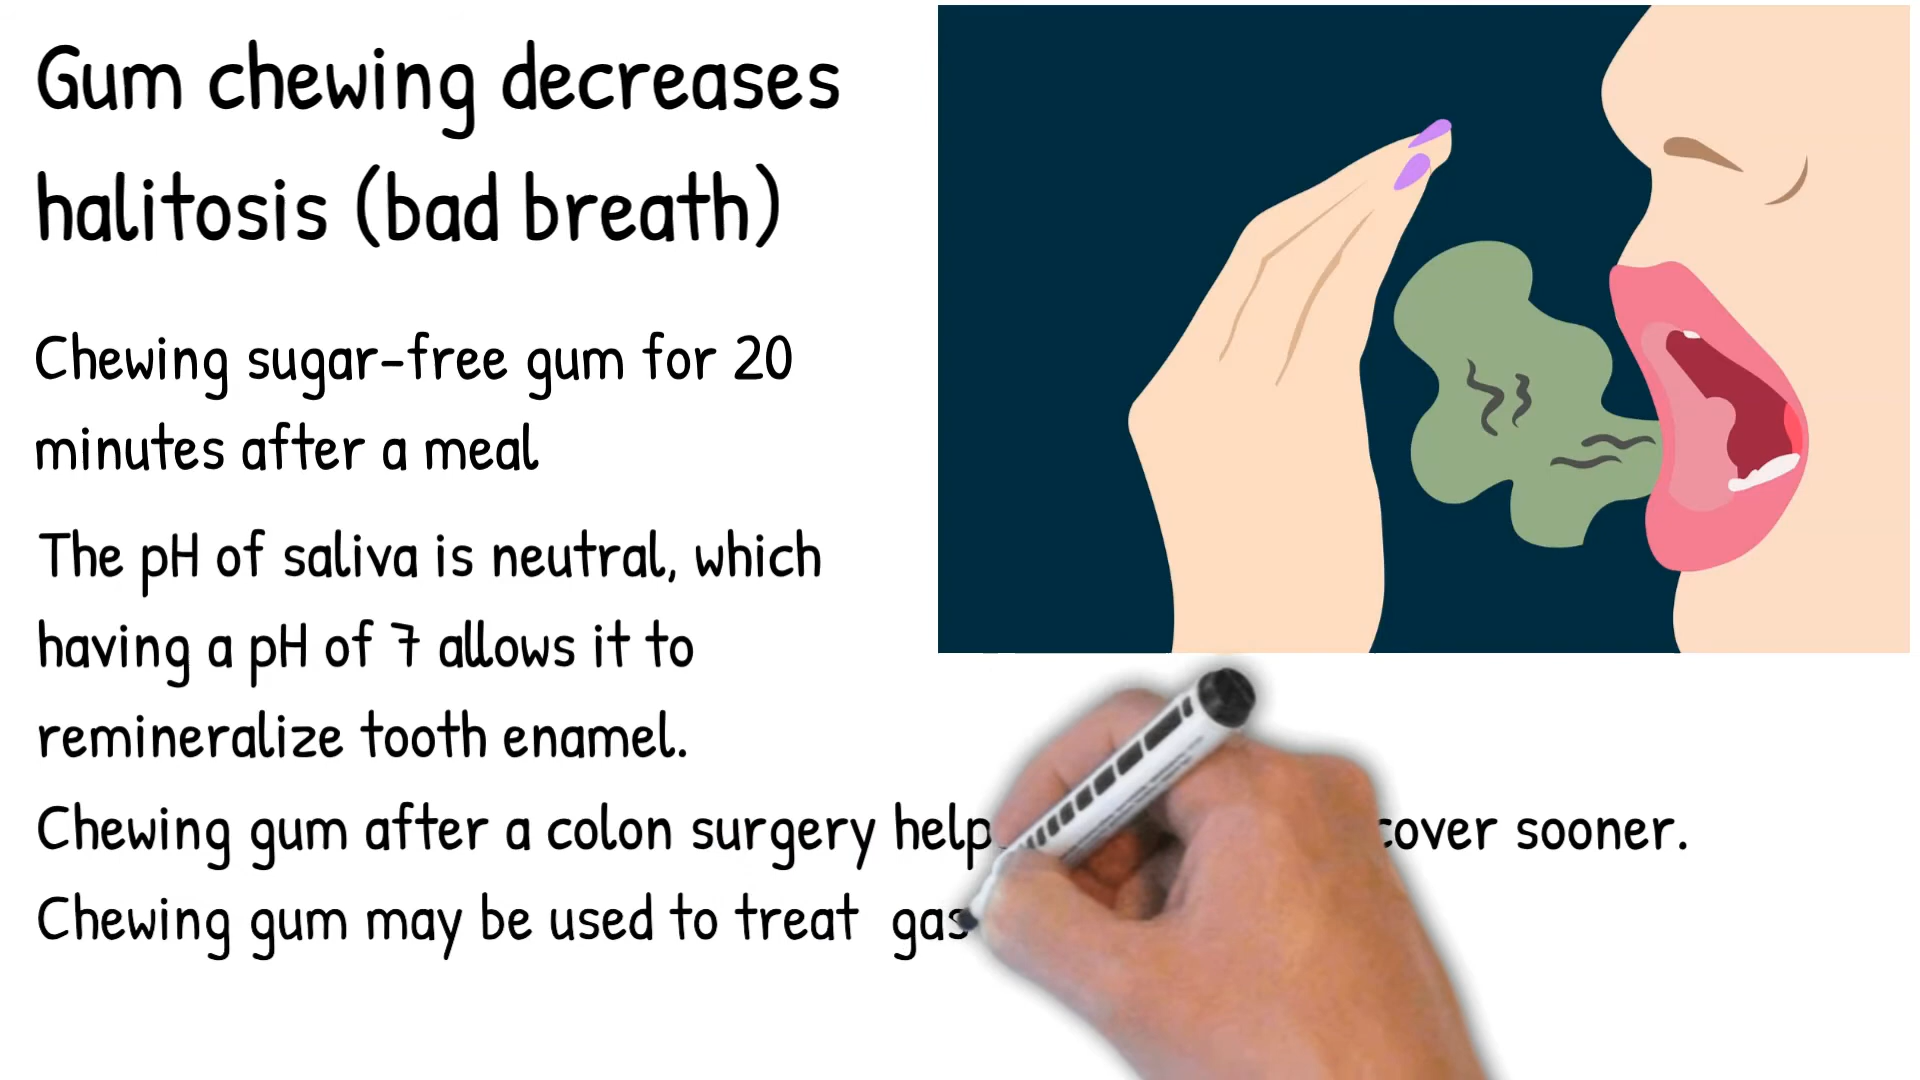 Gum chewing decreases
halitosis (bad breath)
Chewing sugar-free gum for 20
minutes after a meal
The pH of saliva is neutral, which
having a pH of 7 allows it to
remineralize tooth enamel.
Chewing gum after a colon surgery help cover sooner.
Chewing gum may be used to treat gas